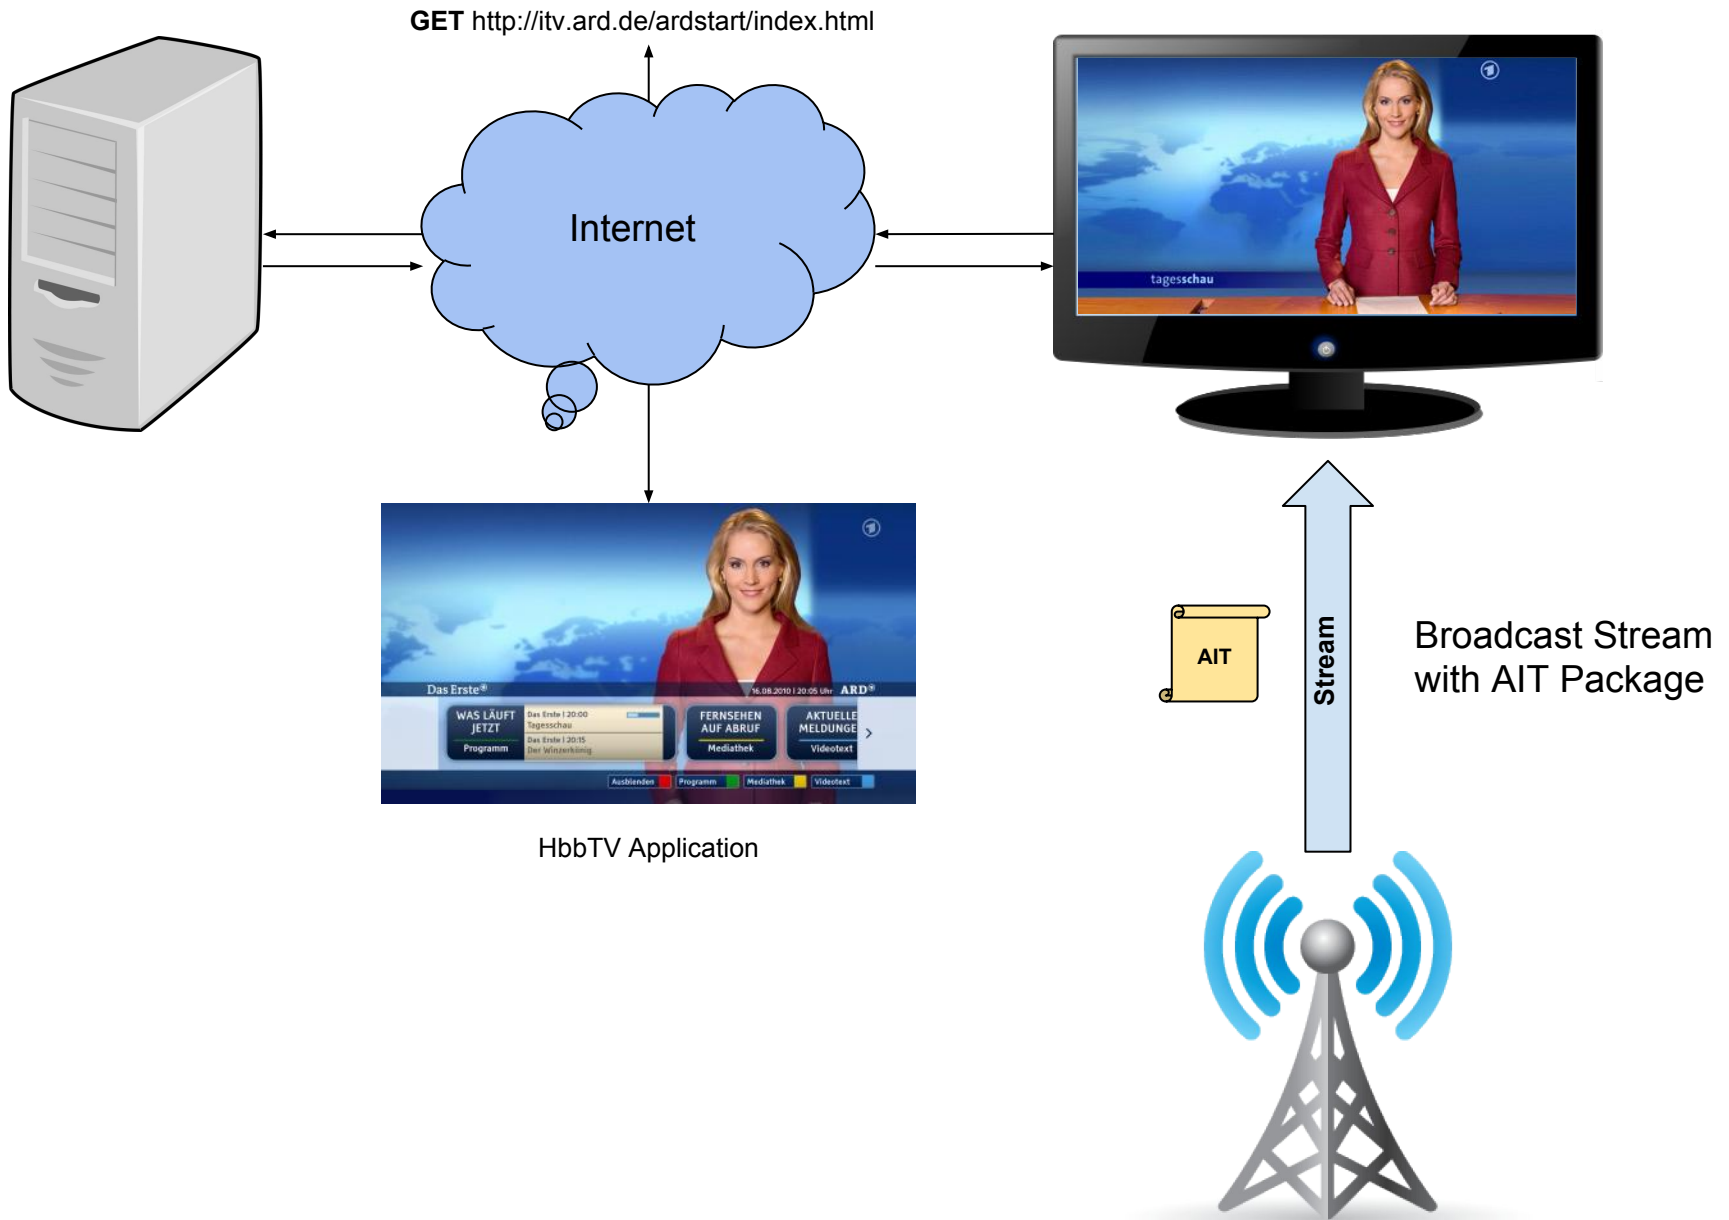 GET http://itv.ard.de/ardstart/index.html
Internet
tagesschau
Das Erste
16.08.2010 | 20:05 Uhr ARD
WAS LÄUFT
JETZT
Programm
Das Erste | 20:00
Tagesschau
Das Erste | 20:15
Der Winzerkönig
FERNSEHEN
AUF ABRUF
Mediathek
AKTUELLE
MELDUNGE
Videotext
>
Ausblenden
Programm
Mediathek
Videotext
HbbTV Application
AIT
Stream
Broadcast Stream
with AIT Package